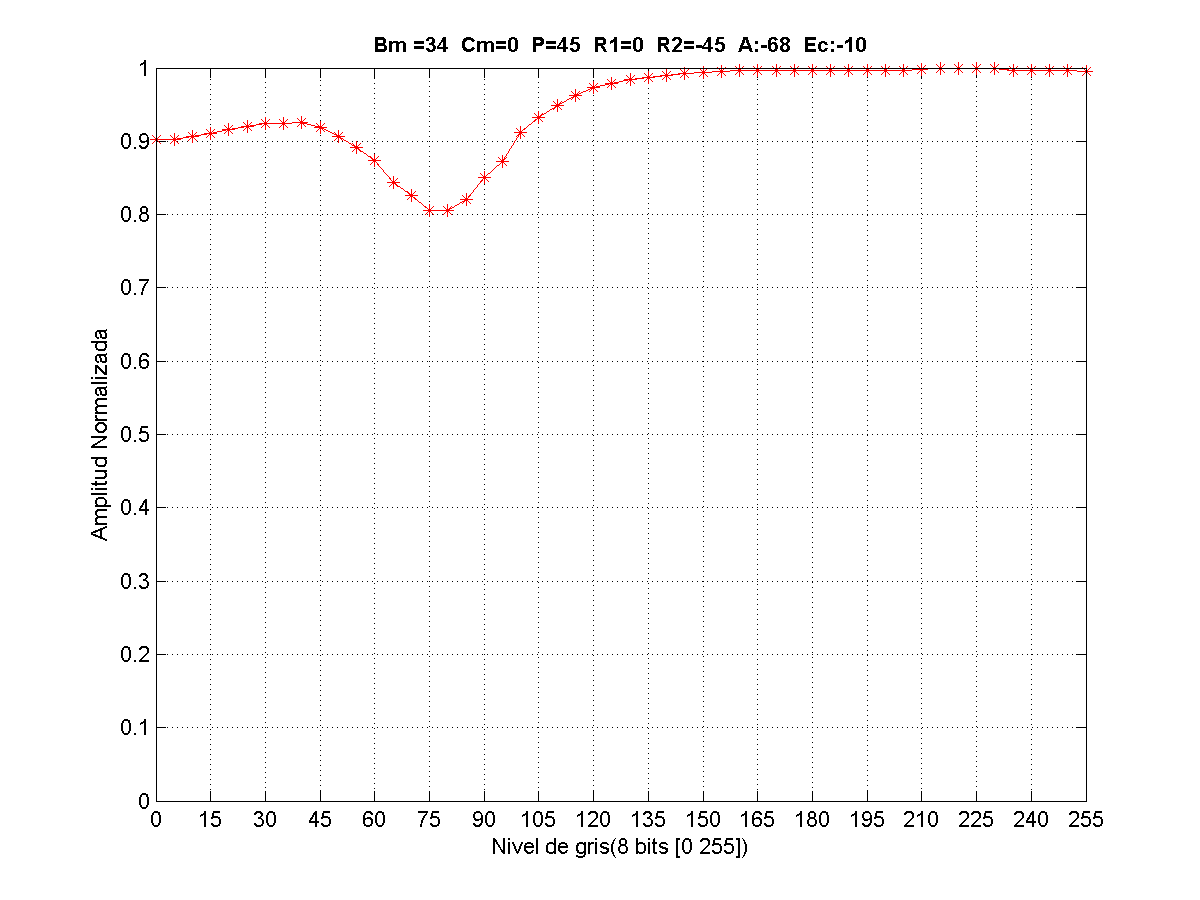 Bm =34 Cm=0 P=45 R1=0 R2=-45 A:-68 Ec:-10
1
0.9
0.8
0.7
0.6
0.5
0.4
0.3
0.2
0.1
0
Amplitud Normalizada
0 15 30 45 60 75 90 105 120 135 150 165 180 195 210 225 240 255
Nivel de gris(8 bits [0 255])